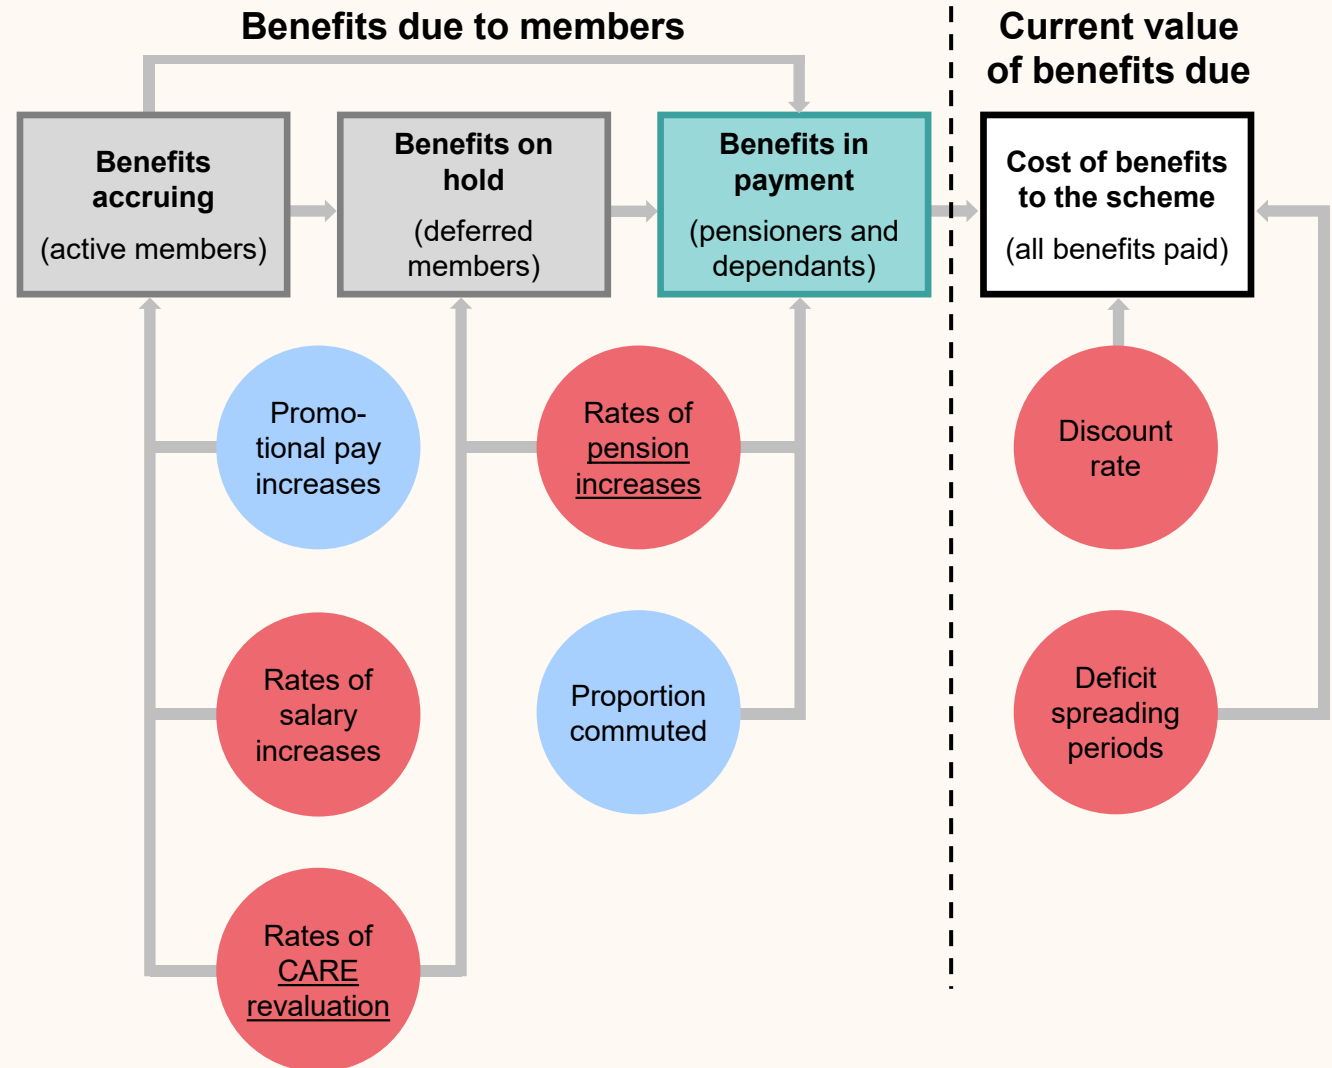 Benefits due to members
Current value
of benefits due
Benefits
accruing
(active members)
Benefits on
hold
(deferred
members)
Benefits in
payment
(pensioners and
dependants)
Cost of benefits
to the scheme
(all benefits paid)
Promo-
tional pay
increases
Rates of
pension
increases
Discount
rate
Rates of
salary
increases
Proportion
commuted
Deficit
spreading
periods
Rates of
CARE
revaluation